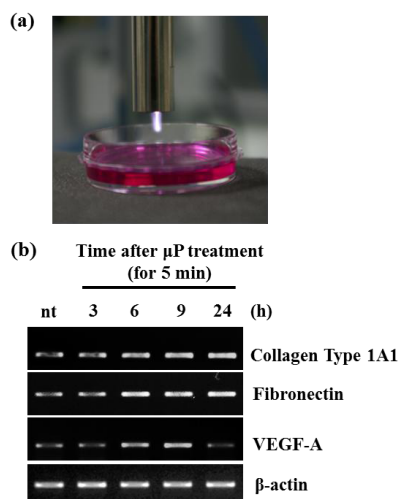 (a)
(b)
Time after μP treatment
(for 5 min)
nt 3 6 9 24 (h)
Collagen Type 1A1
Fibronectin
VEGF-A
β-actin